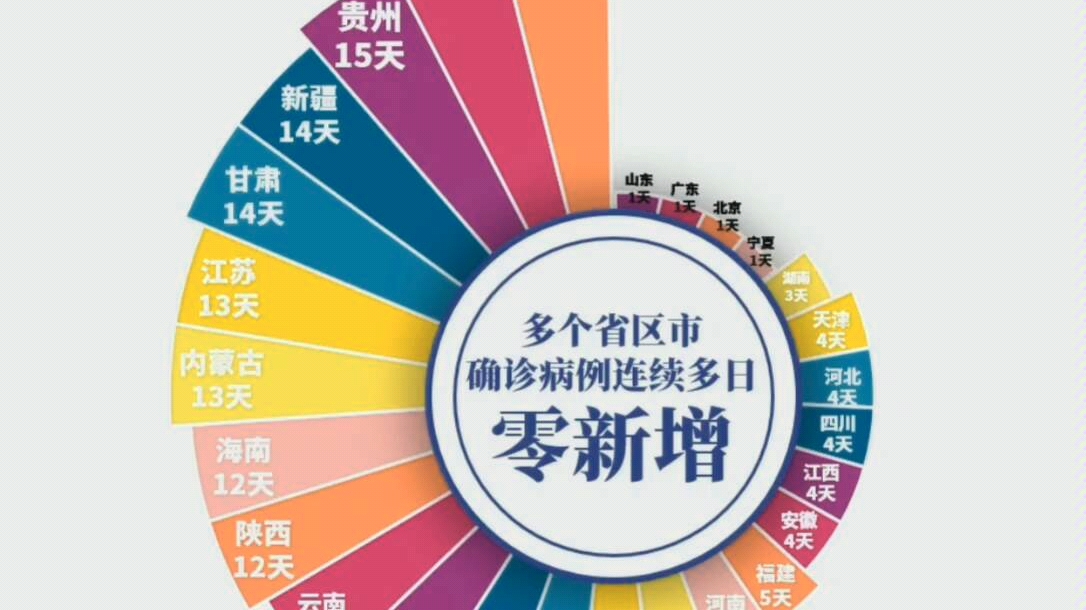 贵州
15天
新疆
14天
甘肃
14天
江苏
13天
内蒙古
13天
海南
12天
陕西
12天
云南
山东
1天
广东
1天
北京
1天
宁夏
1天
湖南
3天
天津
4天
河北
4天
四川
4天
江西
4天
安徽
4天
福建
5天
河南
多个省区市
确诊病例连续多日
零新增